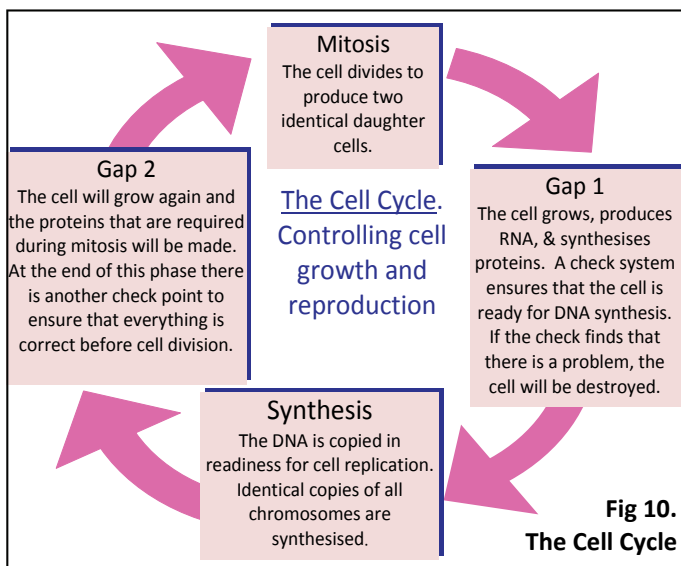 Mitosis
The cell divides to
produce two
identical daughter
cells.
Gap 2
The cell will grow again and
the proteins that are required
during mitosis will be made.
At the end of this phase there
is another check point to
ensure that everything is
correct before cell division.
The Cell Cycle.
Controlling cell
growth and
reproduction
Gap 1
The cell grows, produces
RNA, & synthesises
proteins. A check system
ensures that the cell is
ready for DNA synthesis.
If the check finds that
there is a problem, the
cell will be destroyed.
Synthesis
The DNA is copied in
readiness for cell replication.
Identical copies of all
chromosomes are
synthesised.
Fig 10.
The Cell Cycle